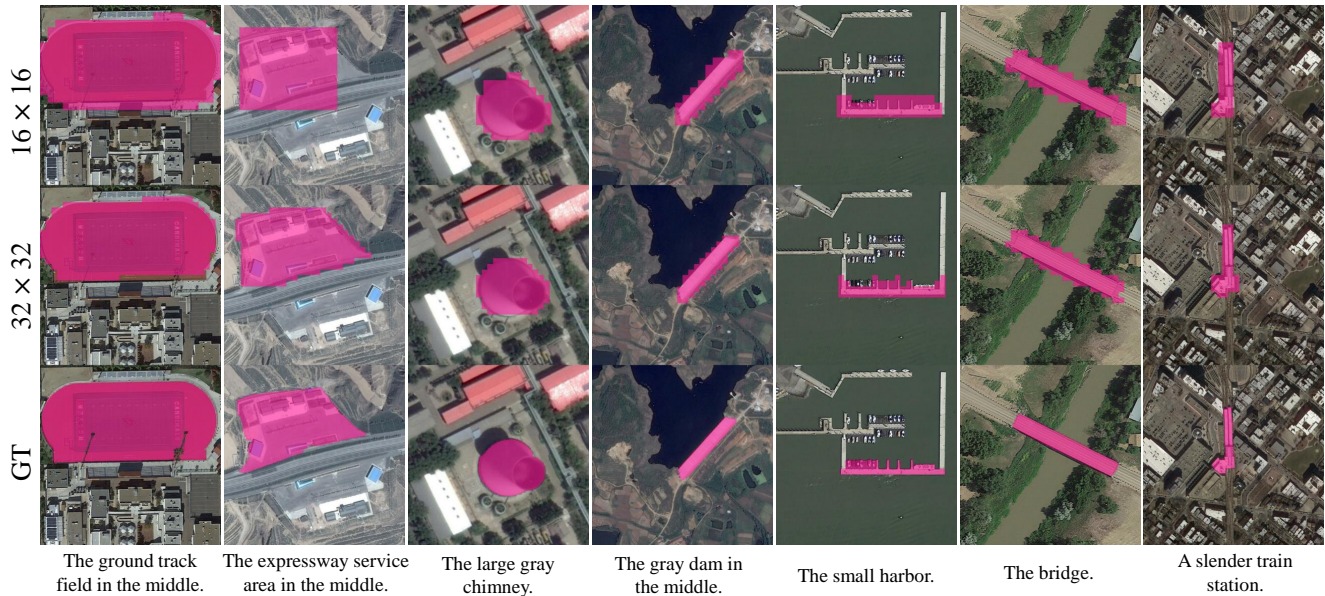 16 × 16
32 × 32
GT
The ground track
field in the middle.
The expressway service
area in the middle.
The large gray
chimney.
The gray dam in
the middle.
The small harbor.
The bridge.
A slender train
station.